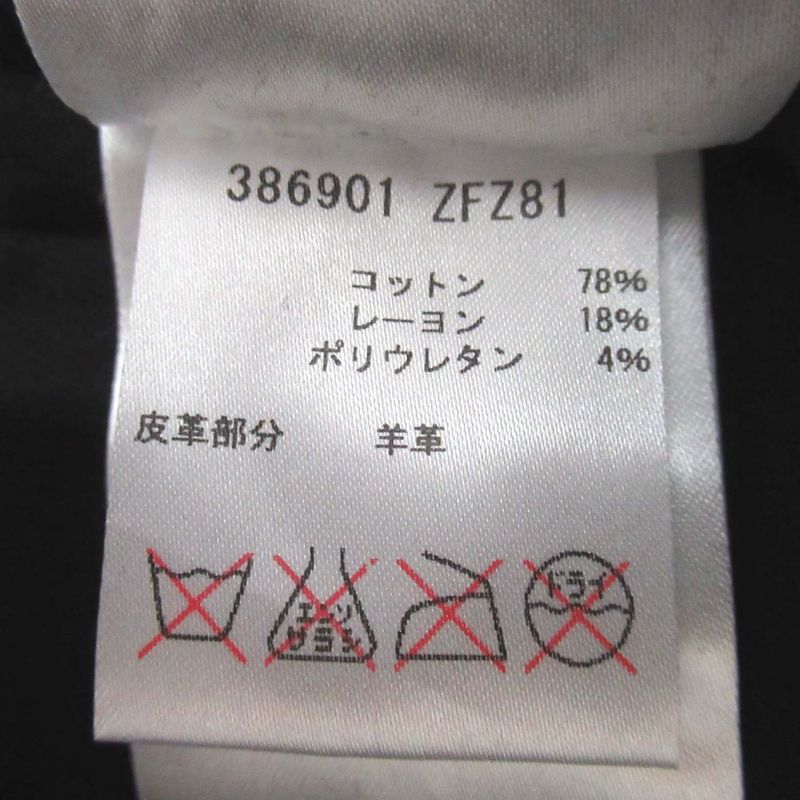 386901 ZFZ81
コットン 78%
レーヨン 18%
ポリウレタン 4%
皮革部分 羊革
エンソ
サラシ
ドライ